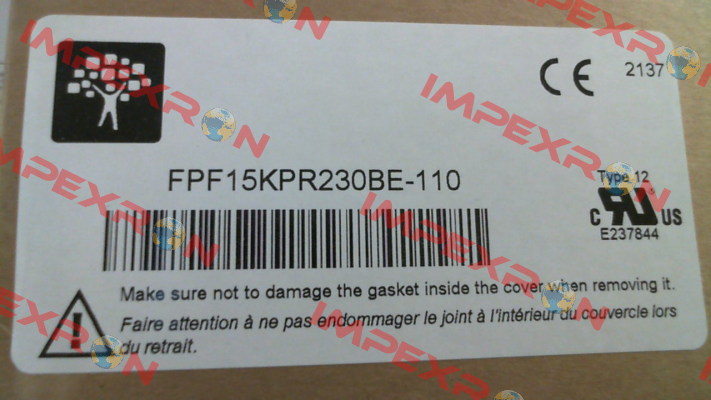 2137
FPF15KPR230BE-110
Type 12
C US
E237844
Make sure not to damage the gasket inside the cover when removing it.
Faire attention à ne pas endommager le joint à l'intérieur du couvercle lors
du retrait.
IMPEXRON
IMPEXRON
IMPEXRON
IMPEXRON
IMPEXRON
IMPEXRON